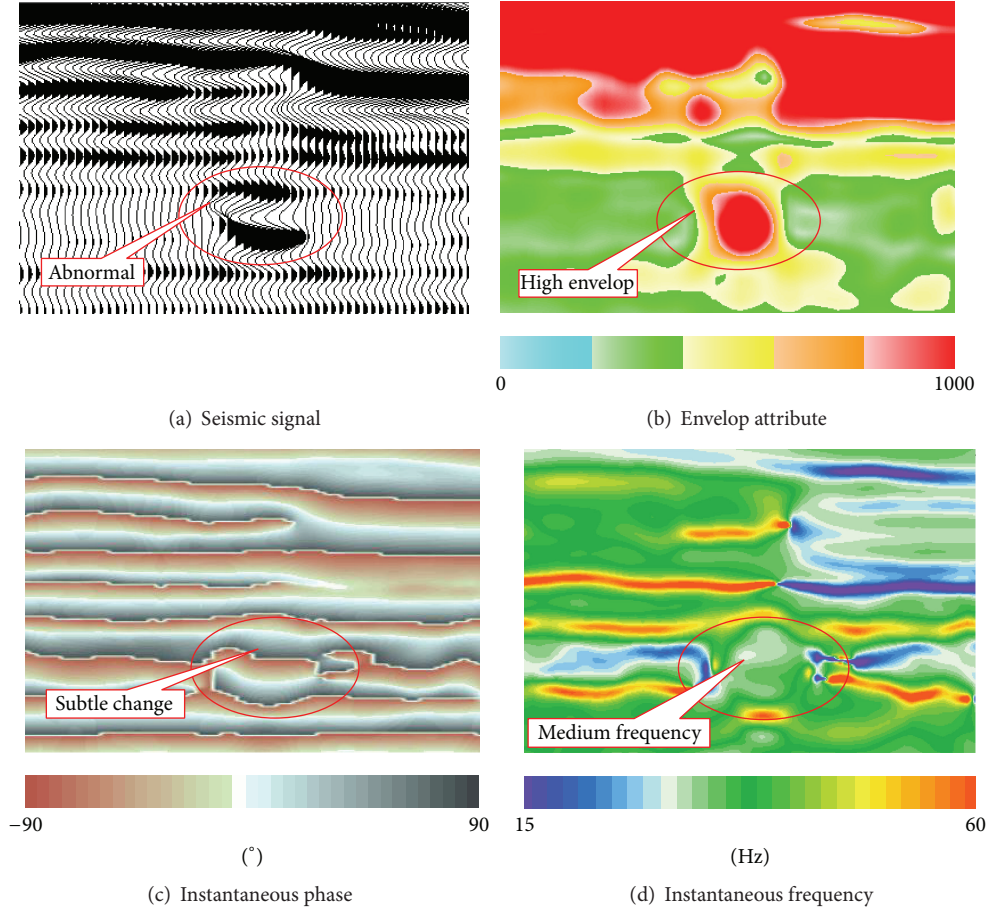 Abnormal
High envelop
0 1000
(a) Seismic signal
(b) Envelop attribute
Subtle change
Medium frequency
−90 90
(°)
15 60
(Hz)
(c) Instantaneous phase
(d) Instantaneous frequency